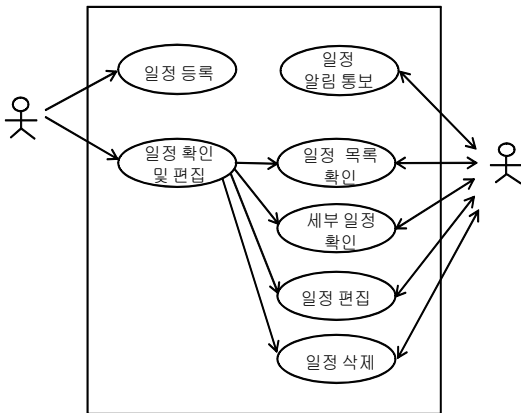 일정 등록
일정
알림 통보
일정 확인
및 편집
일정 목록
확인
세부 일정
확인
일정 편집
일정 삭제